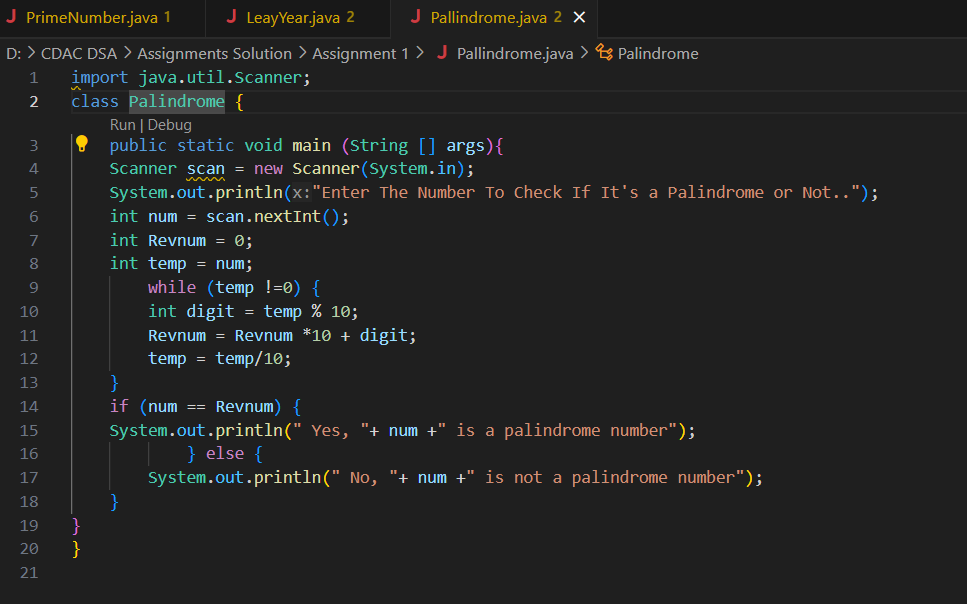 J PrimeNumber.java 1 J LeayYear.java 2 J Pallindrome.java 2 ×
D: > CDAC DSA > Assignments Solution > Assignment 1 > J Pallindrome.java > Palindrome
1 import java.util.Scanner;
2 class Palindrome {
Run | Debug
3 public static void main (String [] args){
4 Scanner scan = new Scanner(System.in);
5 System.out.println(x:"Enter The Number To Check If It's a Palindrome or Not..");
6 int num = scan.nextInt();
7 int Revnum = 0;
8 int temp = num;
9 while (temp !=0) {
10 int digit = temp % 10;
11 Revnum = Revnum *10 + digit;
12 temp = temp/10;
13 }
14 if (num == Revnum) {
15 System.out.println(" Yes, "+ num +" is a palindrome number");
16 } else {
17 System.out.println(" No, "+ num +" is not a palindrome number");
18 }
19 }
20 }
21